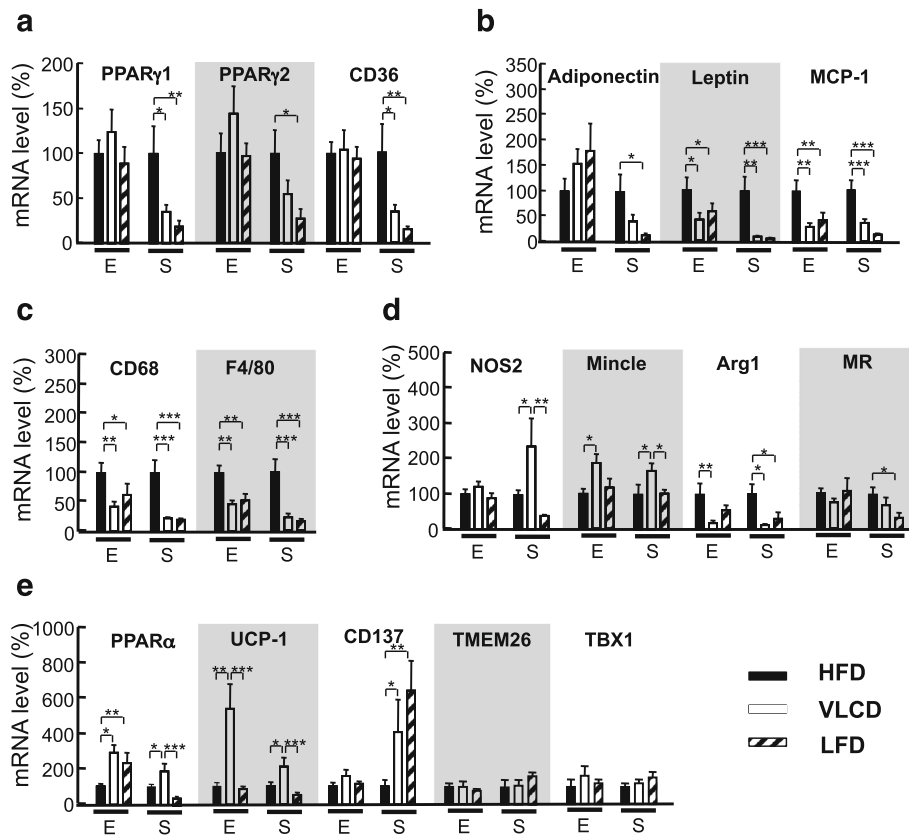 a
mRNA level (%)
200
150
100
50
0
PPARγ1
PPARγ2
CD36
* **
*
* **
E S E S E S
b
mRNA level (%)
350
300
250
200
150
100
50
0
Adiponectin
Leptin
MCP-1
*
* *
** ***
** **
*** ***
E S E S E S
c
mRNA level (%)
300
250
200
150
100
50
0
CD68
F4/80
** *
*** ***
** **
*** ***
E S E S
d
mRNA level (%)
500
400
300
200
100
0
NOS2
Mincle
Arg1
MR
* **
*
* *
**
* *
*
E S E S E S E S
e
mRNA level (%)
1000
800
600
400
200
0
PPARα
UCP-1
CD137
TMEM26
TBX1
* **
* ***
** ***
* ***
* **
E S E S E S E S E S
HFD
VLCD
LFD